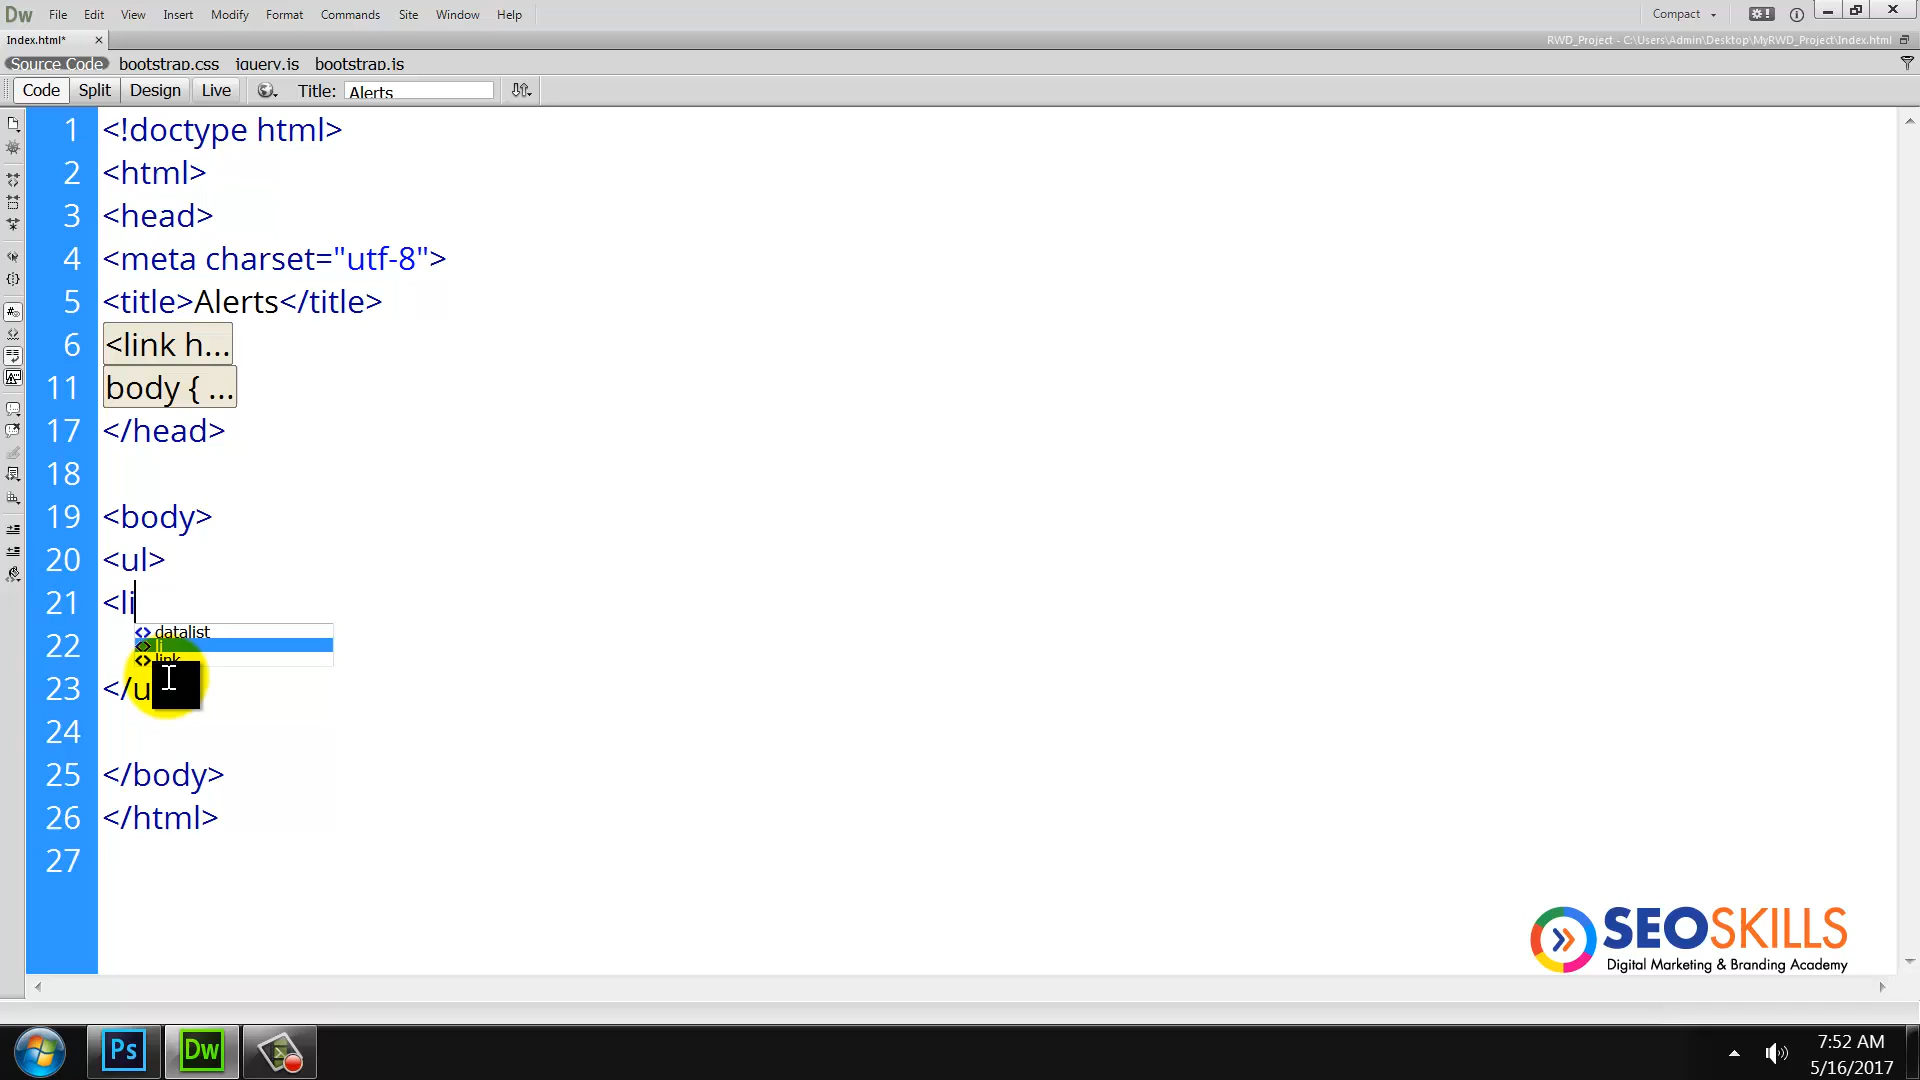 Dw File Edit View Insert Modify Format Commands Site Window Help Compact
Index.html* RWD_Project - C:\Users\Admin\Desktop\MyRWD_Project\Index.html
Source Code bootstrap.css jquery.js bootstrap.js
Code Split Design Live Title: Alerts
1 <!doctype html>
2 <html>
3 <head>
4 <meta charset="utf-8">
5 <title>Alerts</title>
6 <link h...
11 body { ...
17 </head>
18
19 <body>
20 <ul>
21 <li
datalist
22 li
link
23 </u
24
25 </body>
26 </html>
27
SEOSKILLS
Digital Marketing & Branding Academy
Ps Dw 7:52 AM
5/16/2017